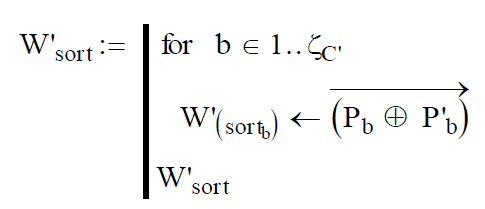 W'sort := for b ∈ 1..ζC'
W'(sortb) ← (Pb ⊕ P'b)
W'sort